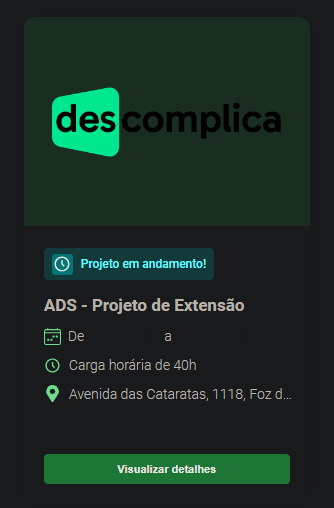 descomplica
Projeto em andamento!
ADS - Projeto de Extensão
De a
Carga horária de 40h
Avenida das Cataratas, 1118, Foz d...
Visualizar detalhes